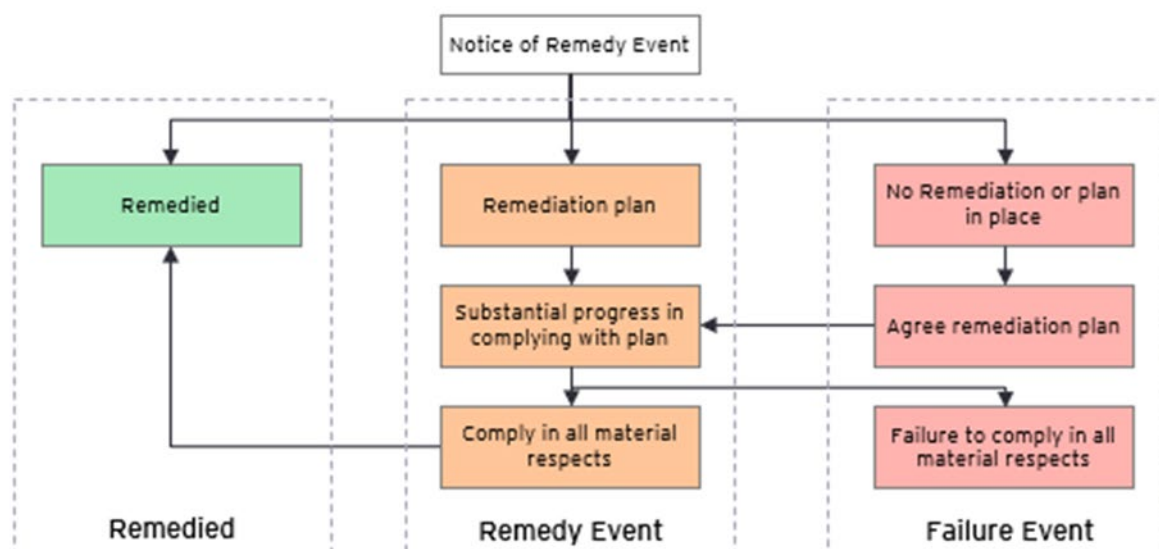 Notice of Remedy Event
Remedied
Remediation plan
No Remediation or plan
in place
Substantial progress in
complying with plan
Agree remediation plan
Comply in all material
respects
Failure to comply in all
material respects
Remedied
Remedy Event
Failure Event